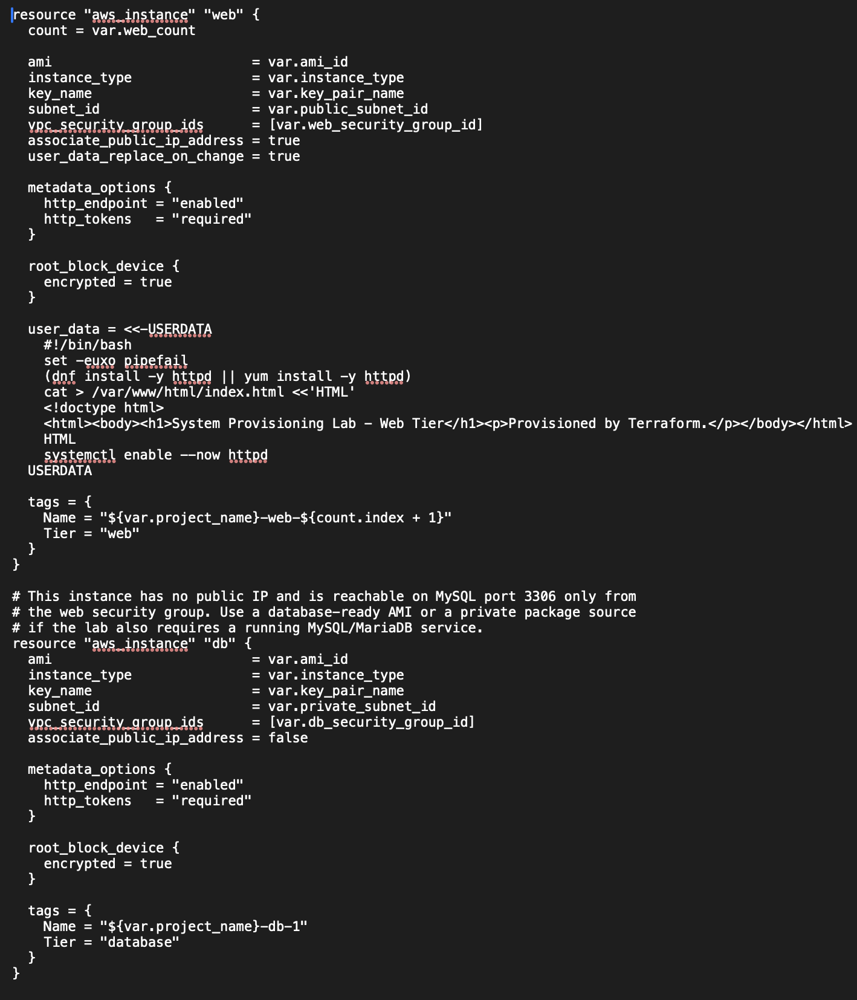 resource "aws_instance" "web" {
  count = var.web_count

  ami                         = var.ami_id
  instance_type               = var.instance_type
  key_name                    = var.key_pair_name
  subnet_id                   = var.public_subnet_id
  vpc_security_group_ids      = [var.web_security_group_id]
  associate_public_ip_address = true
  user_data_replace_on_change = true

  metadata_options {
    http_endpoint = "enabled"
    http_tokens   = "required"
  }

  root_block_device {
    encrypted = true
  }

  user_data = <<-USERDATA
    #!/bin/bash
    set -euxo pipefail
    (dnf install -y httpd || yum install -y httpd)
    cat > /var/www/html/index.html <<'HTML'
    <!doctype html>
    <html><body><h1>System Provisioning Lab - Web Tier</h1><p>Provisioned by Terraform.</p></body></html>
    HTML
    systemctl enable --now httpd
  USERDATA

  tags = {
    Name = "${var.project_name}-web-${count.index + 1}"
    Tier = "web"
  }
}

# This instance has no public IP and is reachable on MySQL port 3306 only from
# the web security group. Use a database-ready AMI or a private package source
# if the lab also requires a running MySQL/MariaDB service.
resource "aws_instance" "db" {
  ami                         = var.ami_id
  instance_type               = var.instance_type
  key_name                    = var.key_pair_name
  subnet_id                   = var.private_subnet_id
  vpc_security_group_ids      = [var.db_security_group_id]
  associate_public_ip_address = false

  metadata_options {
    http_endpoint = "enabled"
    http_tokens   = "required"
  }

  root_block_device {
    encrypted = true
  }

  tags = {
    Name = "${var.project_name}-db-1"
    Tier = "database"
  }
}